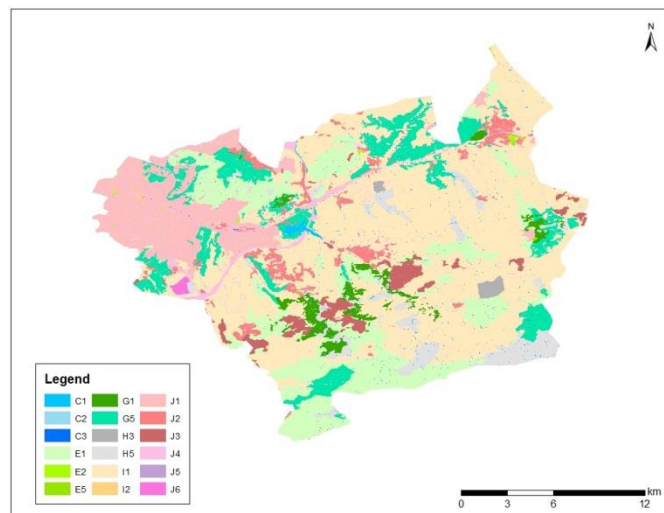 N
Legend
C1 G1 J1
C2 G5 J2
C3 H3 J3
E1 H5 J4
E2 I1 J5
E5 I2 J6
km
0 3 6 12